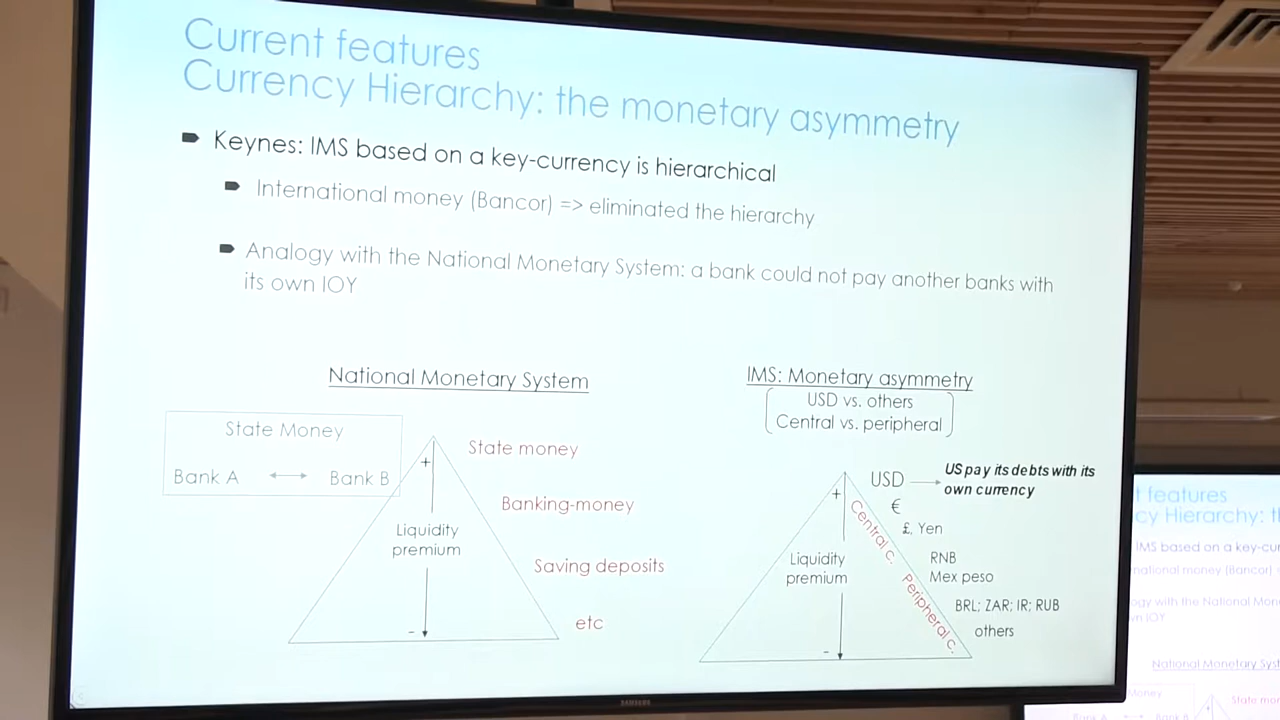 Current features
Currency Hierarchy: the monetary asymmetry
Keynes: IMS based on a key-currency is hierarchical
International money (Bancor) => eliminated the hierarchy
Analogy with the National Monetary System: a bank could not pay another banks with
its own IOY
National Monetary System
State Money
Bank A
Bank B
+
Liquidity
premium
-
State money
Banking-money
Saving deposits
etc
IMS: Monetary asymmetry
USD vs. others
Central vs. peripheral
+
Liquidity
premium
-
Central c.
Peripheral c.
USD
US pay its debts with its
own currency
€
£, Yen
RNB
Mex peso
BRL; ZAR; IR; RUB
others
SAMSUNG
t features
cy Hierarchy: th
IMS based on a key-cur
national money (Bancor)
gy with the National Mon
n IOY
National Monetary Syst
Money
Bank A
Bank B
+
State mon